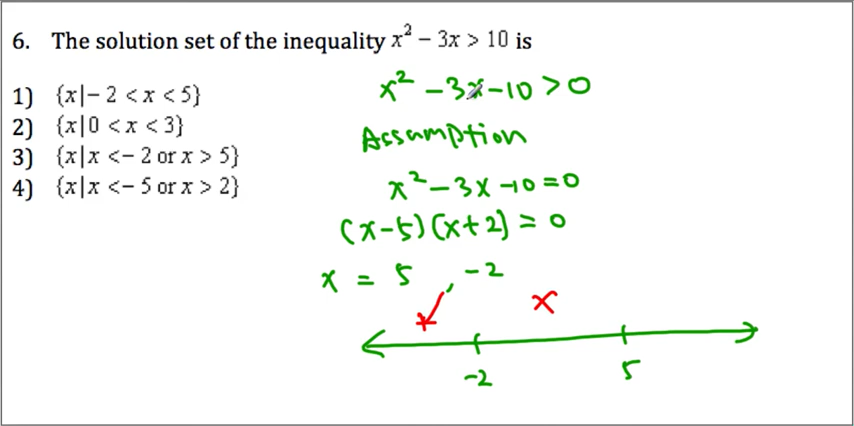 6. The solution set of the inequality x² − 3x > 10 is
1) {x|− 2 < x < 5}
2) {x|0 < x < 3}
3) {x|x < − 2 or x > 5}
4) {x|x < − 5 or x > 2}
x² − 3x − 10 > 0
Assumption
x² − 3x − 10 = 0
(x − 5)(x + 2) = 0
x = 5, −2
✓ x
−2 5